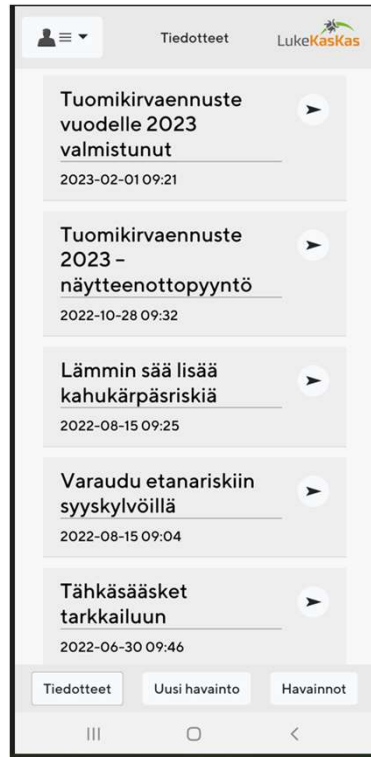 Tiedotteet
LukeKasKas
Tuomikirvaennuste
vuodelle 2023
valmistunut
2023-02-01 09:21
Tuomikirvaennuste
2023 –
näytteenottopyyntö
2022-10-28 09:32
Lämmin sää lisää
kahukärpäsriskiä
2022-08-15 09:25
Varaudu etanariskiin
syyskylvöillä
2022-08-15 09:04
Tähkäsääsket
tarkkailuun
2022-06-30 09:46
Tiedotteet Uusi havainto Havainnot